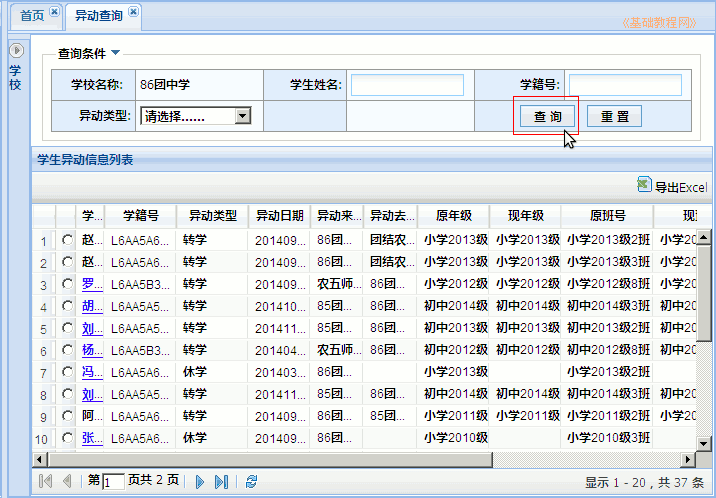 首页 异动查询
《基础教程网》
学校
查询条件
学校名称: 86团中学 学生姓名: 学籍号:
异动类型: 请选择......
查 询 重 置
学生异动信息列表
导出Excel
学... 学籍号 异动类型 异动日期 异动来... 异动去... 原年级 现年级 原班号 现班
1 赵... L6AA5A6... 转学 201409... 86团... 团结农... 小学2013级 小学2013级 小学2013级2班 小学20
2 赵... L6AA5A6... 转学 201409... 86团... 团结农... 小学2013级 小学2013级 小学2013级2班 小学20
3 罗... L6AA5B3... 转学 201409... 农五师... 86团... 小学2012级 小学2012级 小学2012级8班 小学20
4 胡... L6AA5A5... 转学 201410... 85团... 86团... 初中2014级 初中2014级 初中2014级3班 初中20
5 刘... L6AA5A5... 转学 201411... 85团... 86团... 初中2013级 初中2013级 初中2013级2班 初中20
6 杨... L6AA5B3... 转学 201404... 农五师... 86团... 初中2012级 初中2012级 初中2012级8班 初中20
7 冯... L6AA5A6... 休学 201403... 86团... 小学2013级 小学2013级2班
8 刘... L6AA5A5... 转学 201411... 85团... 86团... 初中2014级 初中2014级 初中2014级3班 初中20
9 阿... L6AA5A6... 转学 201409... 86团... 85团... 小学2011级 小学2011级 小学2011级2班 小学20
10 张... L6AA5A6... 休学 201409... 86团... 小学2010级 小学2010级3班
第 1 页共 2 页 显示 1 - 20，共 37 条